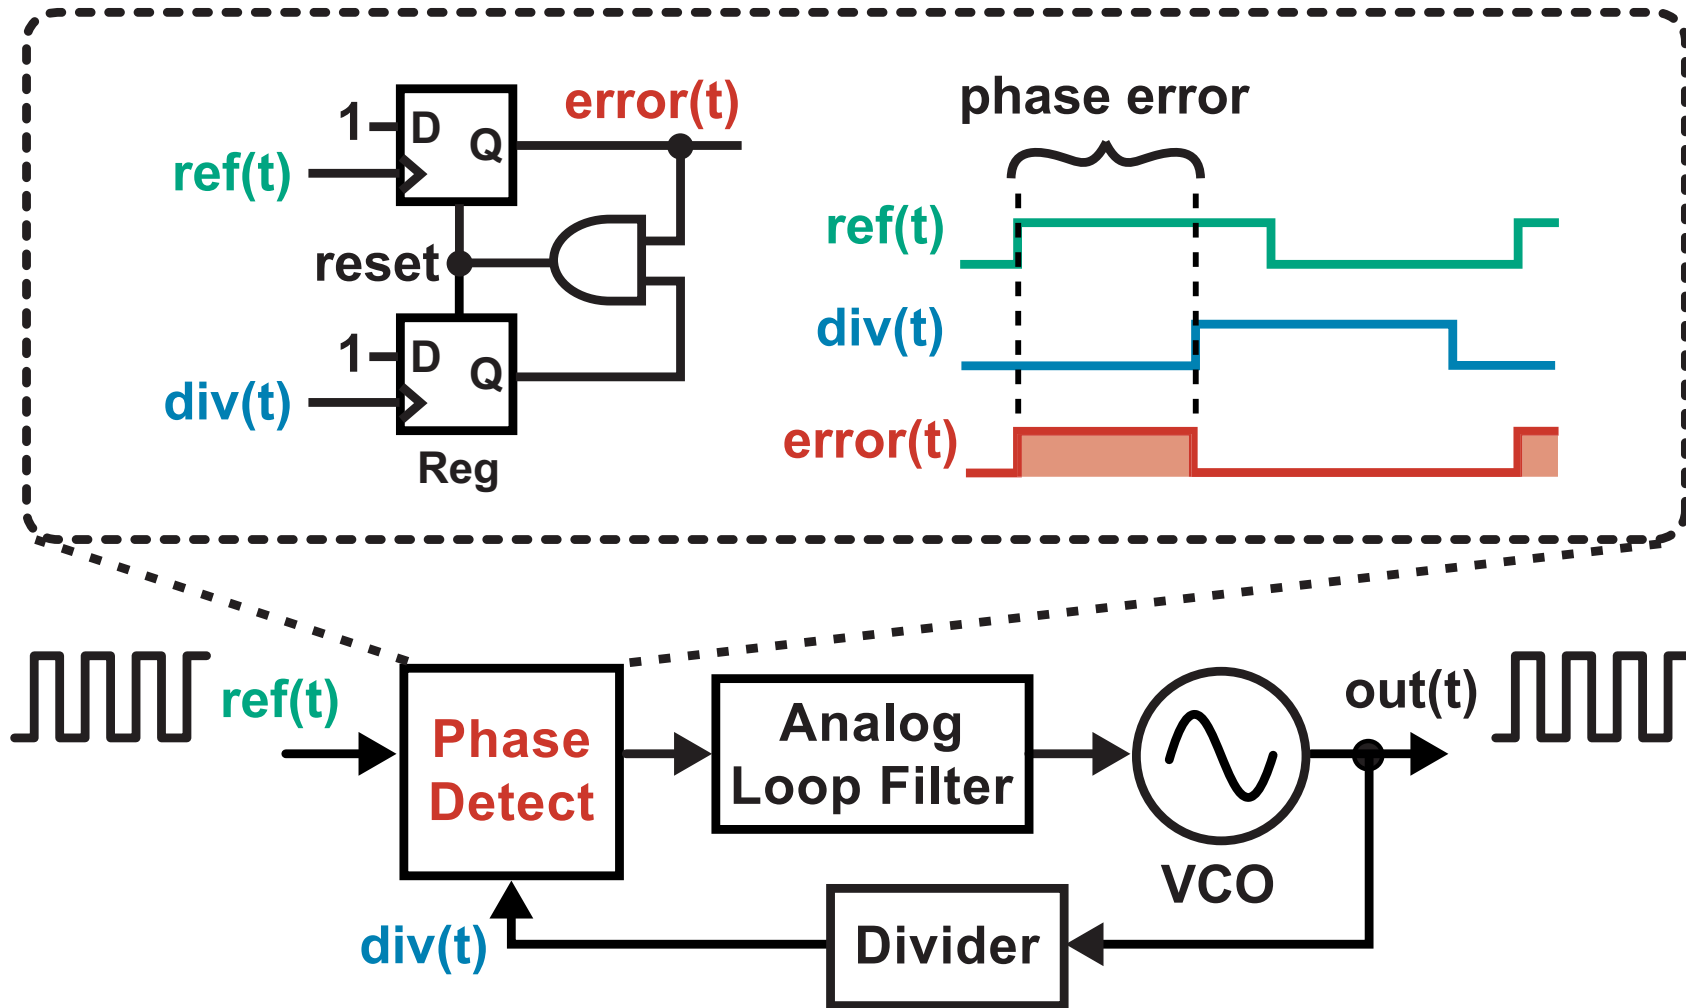 error(t)
1
D
Q
ref(t)
reset
1
D
Q
div(t)
Reg
phase error
ref(t)
div(t)
error(t)
ref(t)
Phase
Detect
Analog
Loop Filter
VCO
out(t)
div(t)
Divider